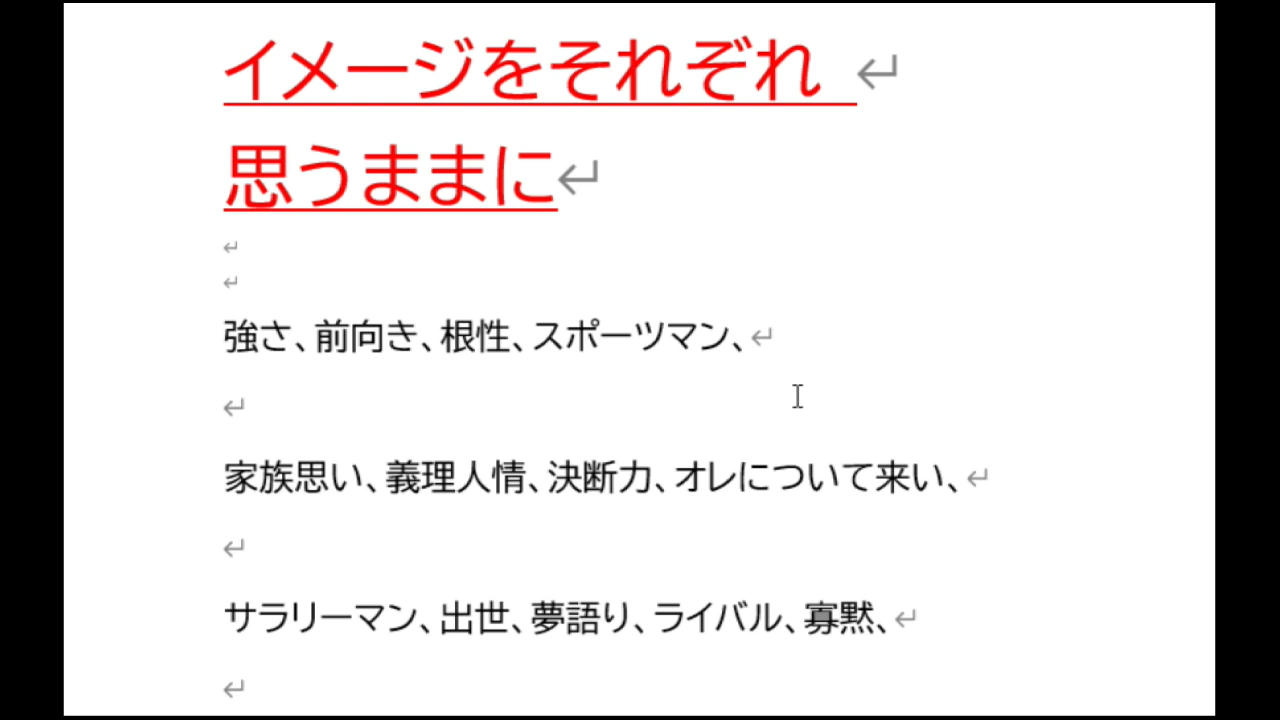 イメージをそれぞれ
思うままに
強さ、前向き、根性、スポーツマン、
家族思い、義理人情、決断力、オレについて来い、
サラリーマン、出世、夢語り、ライバル、寡黙、